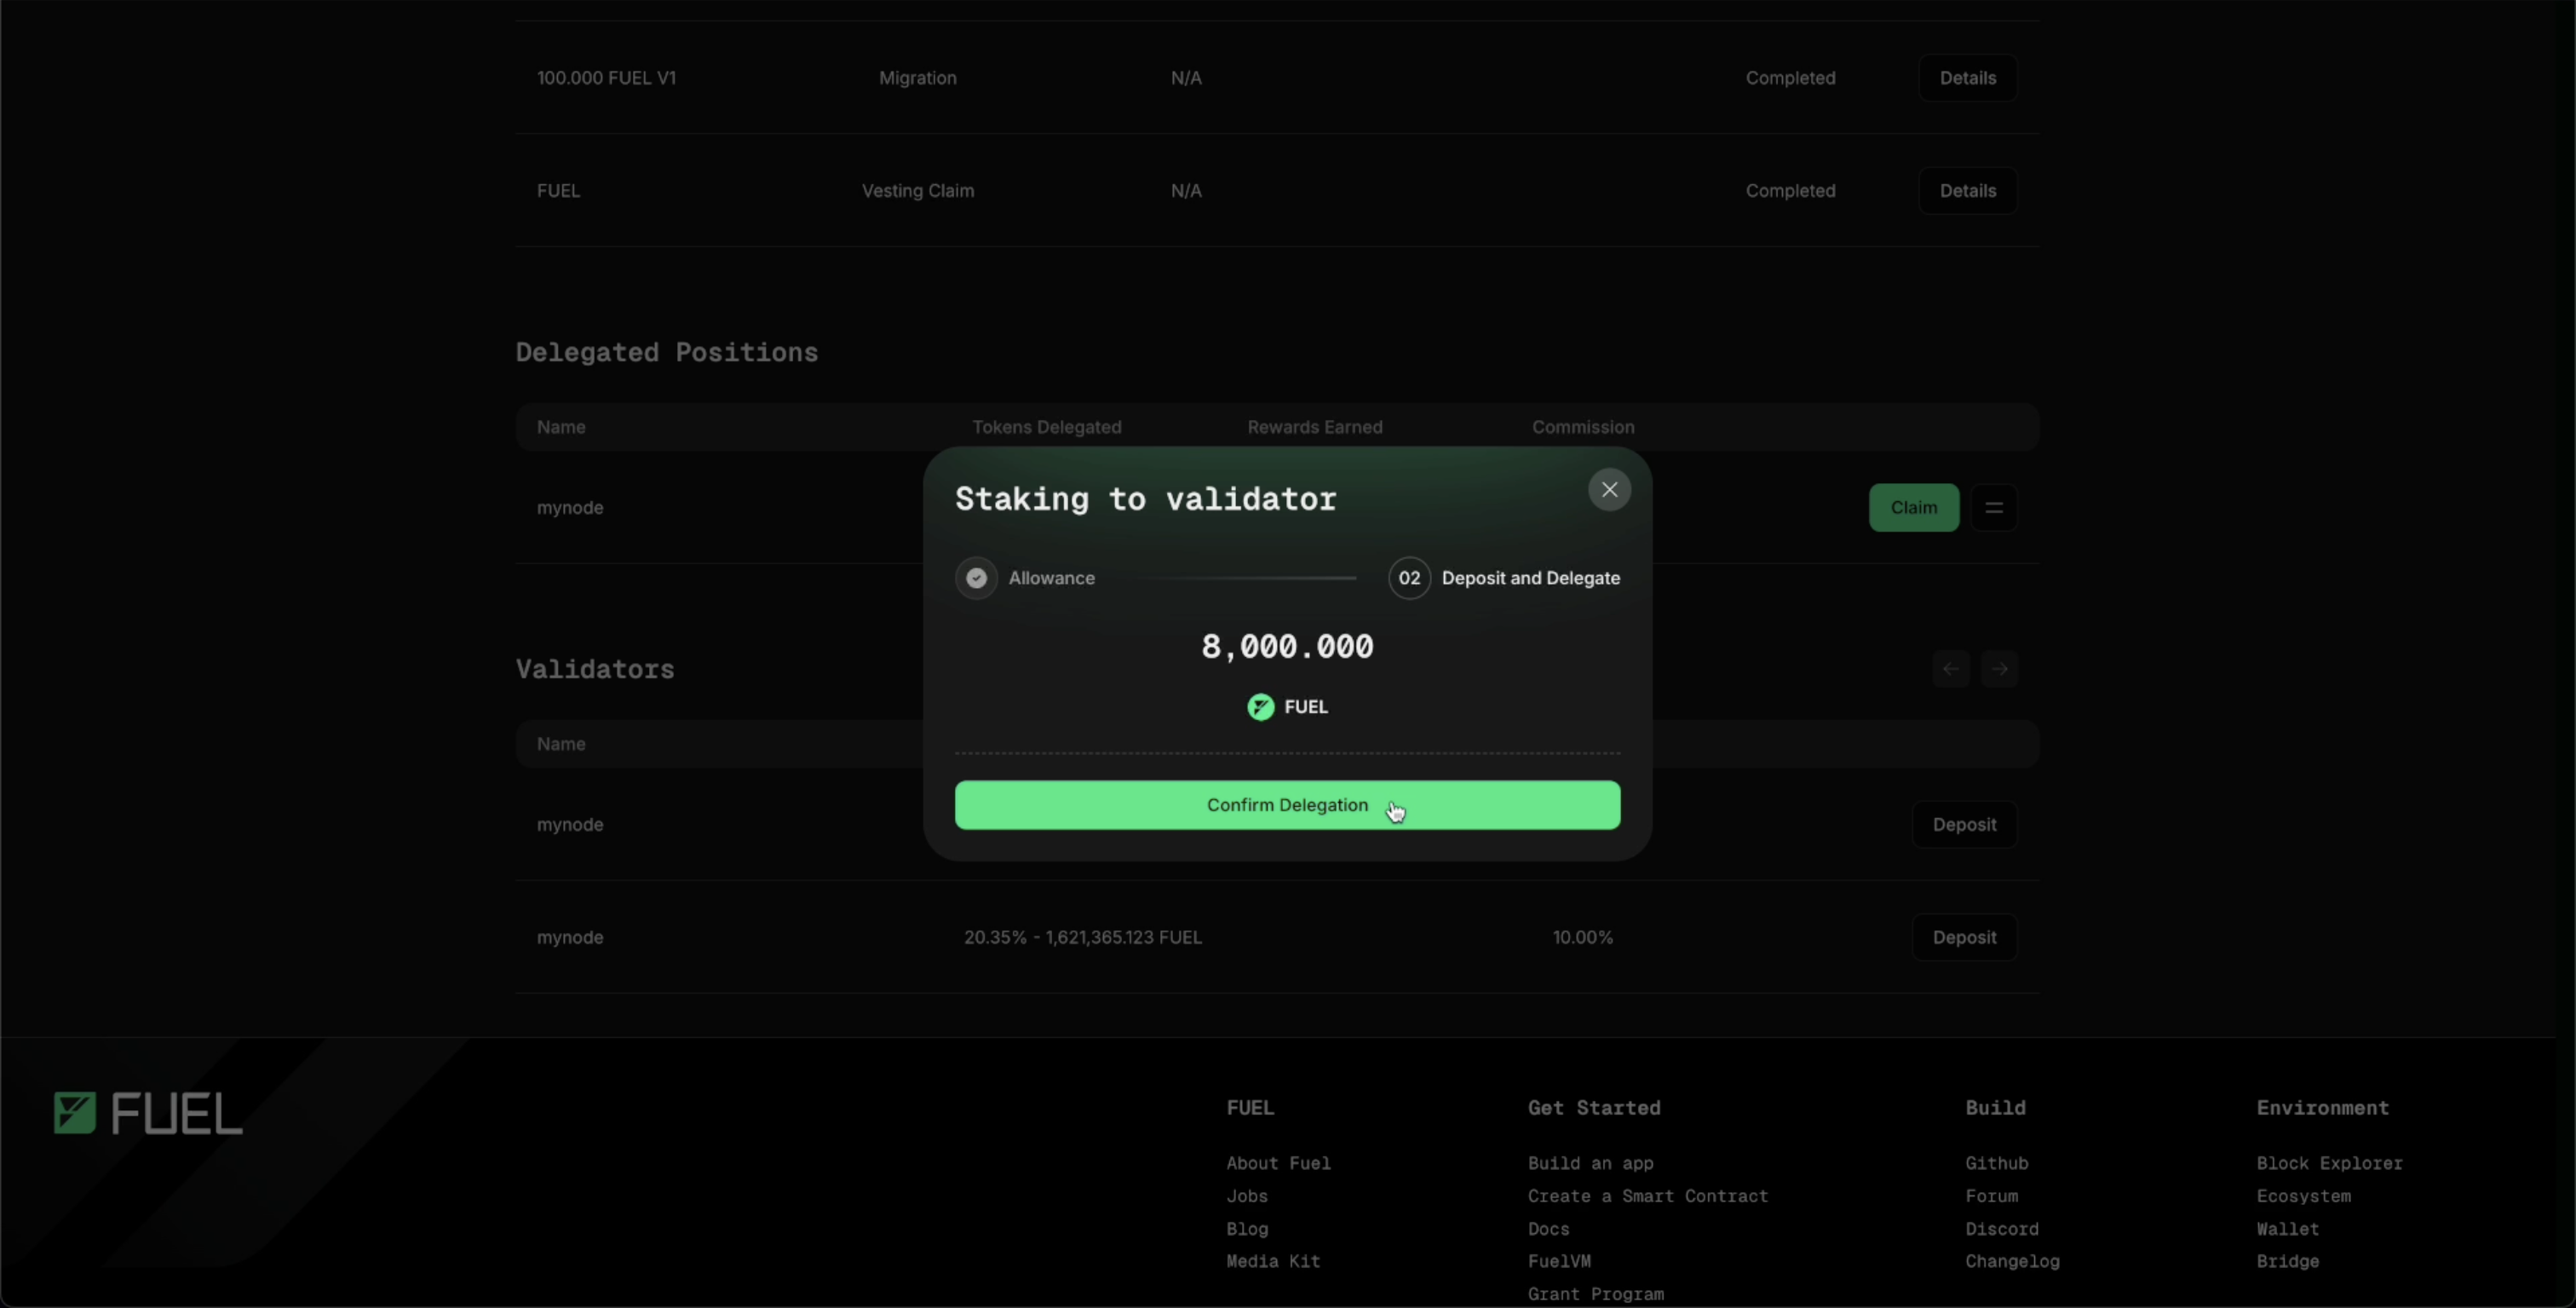 100.000 FUEL V1 Migration N/A Completed Details
FUEL Vesting Claim N/A Completed Details
Delegated Positions
Name Tokens Delegated Rewards Earned Commission
mynode Claim
Staking to validator
Allowance 02 Deposit and Delegate
8,000.000
FUEL
Confirm Delegation
Validators
Name
mynode Deposit
mynode 20.35% - 1,621,365.123 FUEL 10.00% Deposit
FUEL
FUEL
About Fuel
Jobs
Blog
Media Kit
Get Started
Build an app
Create a Smart Contract
Docs
FuelVM
Grant Program
Build
Github
Forum
Discord
Changelog
Environment
Block Explorer
Ecosystem
Wallet
Bridge